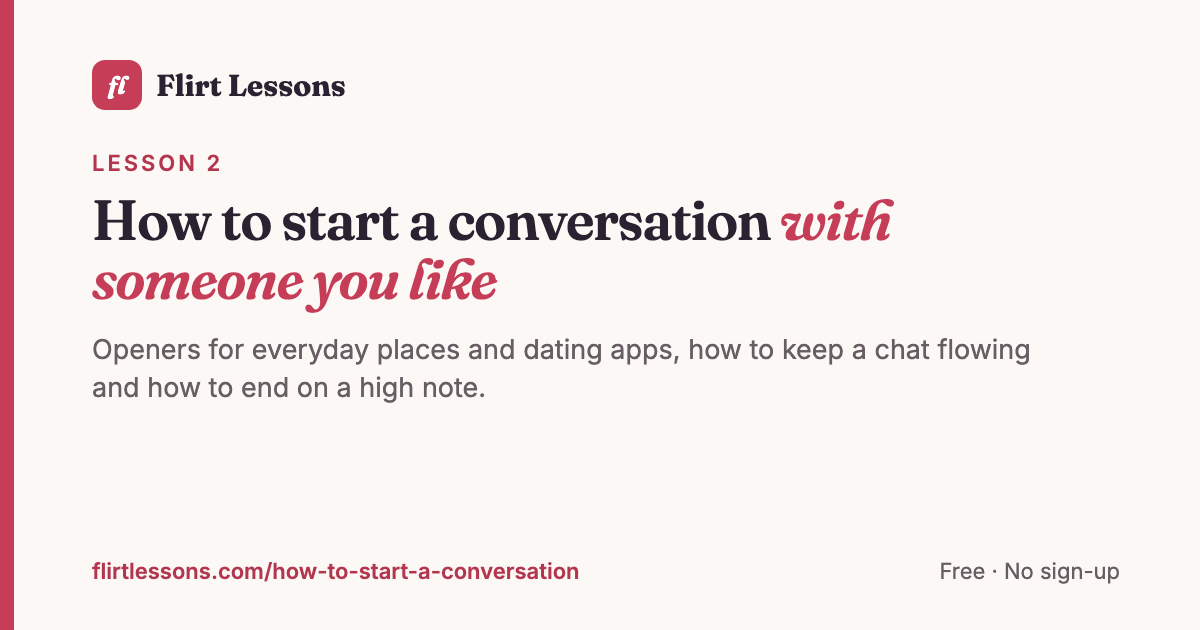 fl Flirt Lessons
LESSON 2
How to start a conversation with
someone you like
Openers for everyday places and dating apps, how to keep a chat flowing
and how to end on a high note.
flirtlessons.com/how-to-start-a-conversation
Free · No sign-up